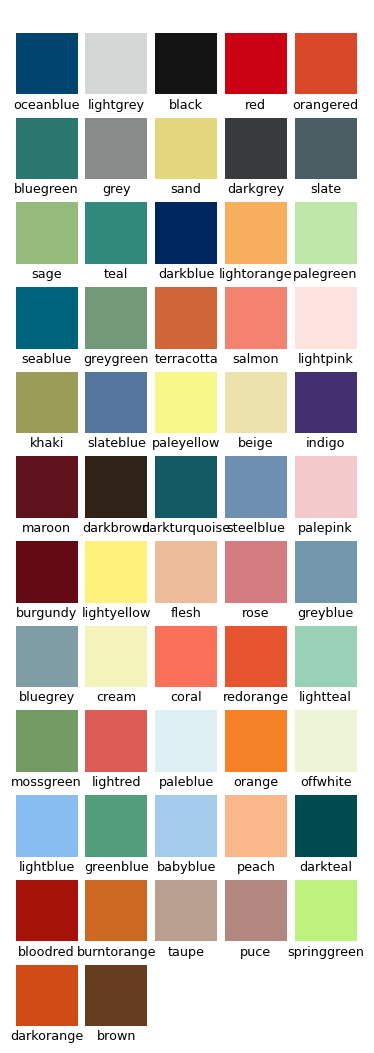 oceanblue lightgrey black red orangered
bluegreen grey sand darkgrey slate
sage teal darkblue lightorange palegreen
seablue greygreen terracotta salmon lightpink
khaki slateblue paleyellow beige indigo
maroon darkbrown darkturquoise steelblue palepink
burgundy lightyellow flesh rose greyblue
bluegrey cream coral redorange lightteal
mossgreen lightred paleblue orange offwhite
lightblue greenblue babyblue peach darkteal
bloodred burntorange taupe puce springgreen
darkorange brown